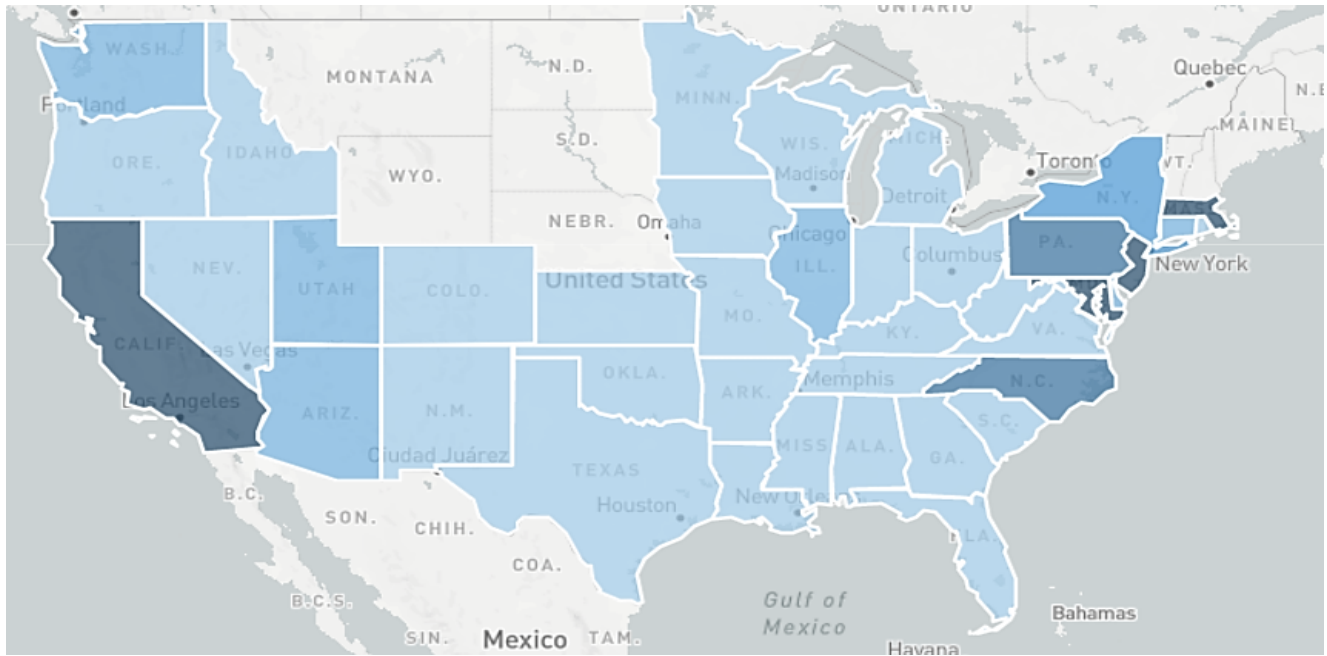 ONTARIO
WASH.
MONTANA
N.D.
Quebec
N.B
MINN.
Portland
MAINE
ORE.
IDAHO
S.D.
WIS.
MICH.
Toronto
VT.
WYO.
Madison
Detroit
N.Y.
MASS
NEBR.
Omaha
Chicago
PA.
NEV.
UTAH
COLO.
United States
ILL.
Columbus
New York
CALIF.
Las Vegas
MO.
KY.
VA.
Los Angeles
ARIZ.
N.M.
OKLA.
ARK.
Memphis
N.C.
Ciudad Juárez
TEXAS
MISS
ALA.
GA.
S.C.
B.C.
SON.
CHIH.
Houston
New Orleans
FLA.
COA.
B.C.S.
Gulf of
Mexico
Bahamas
SIN.
Mexico
TAM.
Havana